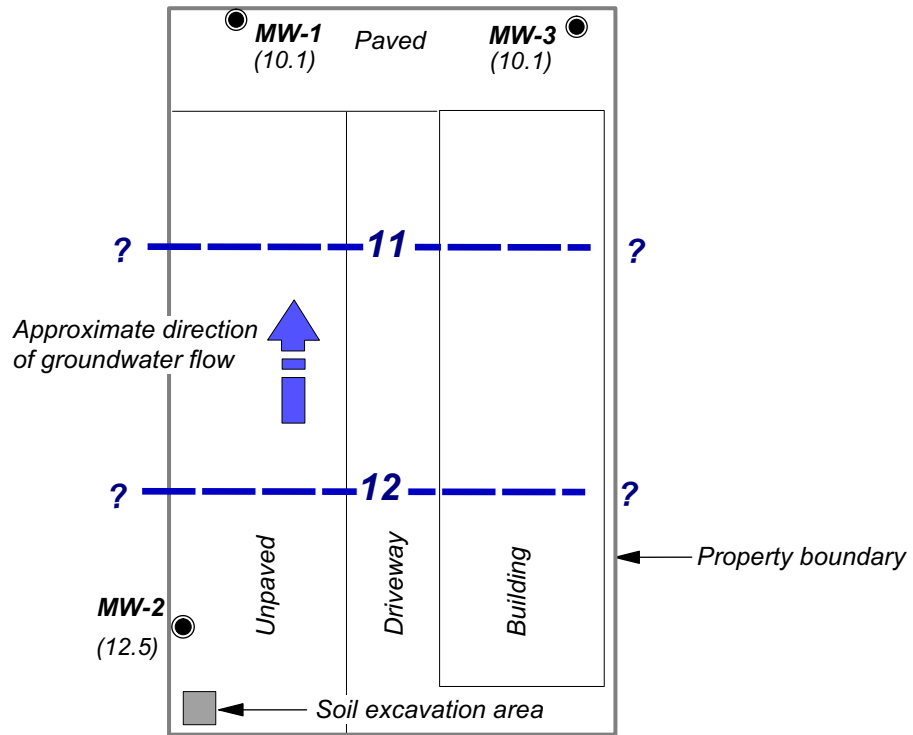 MW-1
(10.1)
Paved
MW-3
(10.1)
? 11 ?
Approximate direction
of groundwater flow
? 12 ?
Unpaved
Driveway
Building
Property boundary
MW-2
(12.5)
Soil excavation area